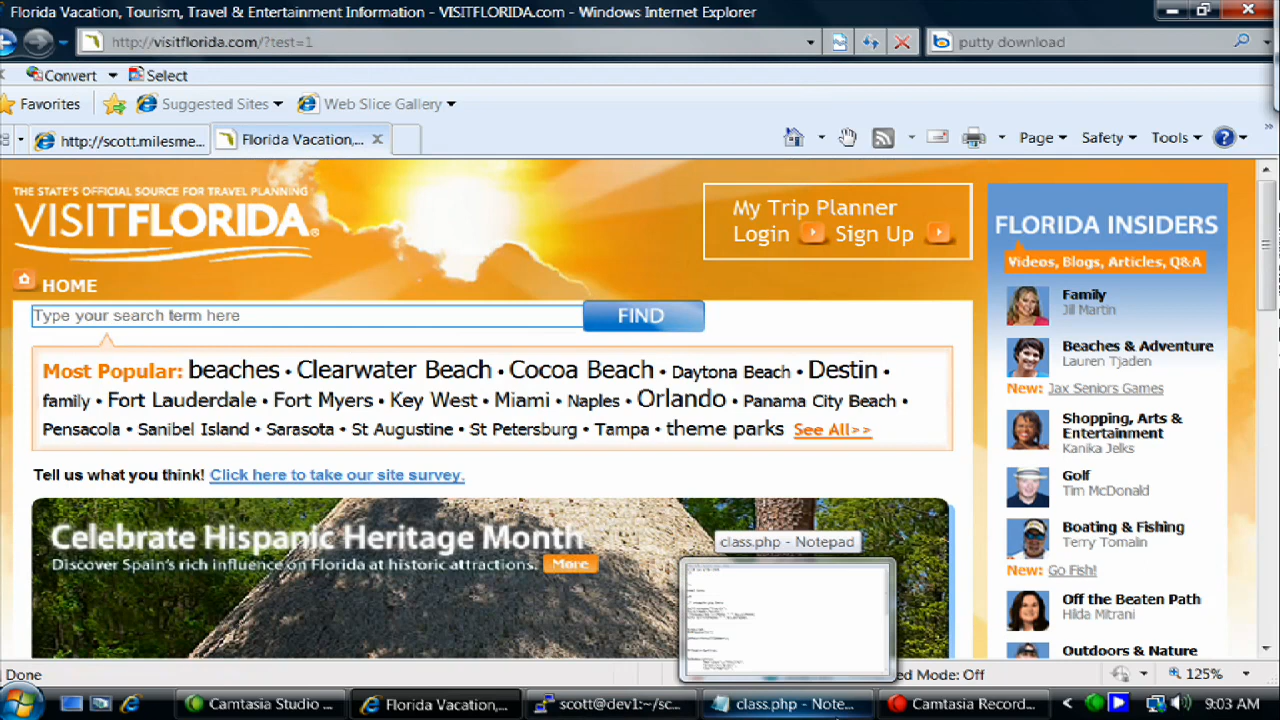 Florida Vacation, Tourism, Travel & Entertainment Information - VISITFLORIDA.com - Windows Internet Explorer
http://visitflorida.com/?test=1
putty download
Convert Select
Favorites Suggested Sites Web Slice Gallery
http://scott.milesme... Florida Vacation,... Page Safety Tools
THE STATE'S OFFICIAL SOURCE FOR TRAVEL PLANNING
VISITFLORIDA®
My Trip Planner
Login Sign Up
HOME
Type your search term here FIND
Most Popular: beaches • Clearwater Beach • Cocoa Beach • Daytona Beach • Destin •
family • Fort Lauderdale • Fort Myers • Key West • Miami • Naples • Orlando • Panama City Beach •
Pensacola • Sanibel Island • Sarasota • St Augustine • St Petersburg • Tampa • theme parks See All>>
Tell us what you think! Click here to take our site survey.
Celebrate Hispanic Heritage Month
Discover Spain's rich influence on Florida at historic attractions. More
FLORIDA INSIDERS
Videos, Blogs, Articles, Q&A
Family
Jill Martin
Beaches & Adventure
Lauren Tjaden
New: Jax Seniors Games
Shopping, Arts &
Entertainment
Kanika Jelks
Golf
Tim McDonald
Boating & Fishing
Terry Tomalin
New: Go Fish!
Off the Beaten Path
Hilda Mitrani
Outdoors & Nature
class.php - Notepad
Done
Mode: Off
125%
Camtasia Studio ... Florida Vacation,... scott@dev1:~/sc... class.php - Note... Camtasia Record... 9:03 AM